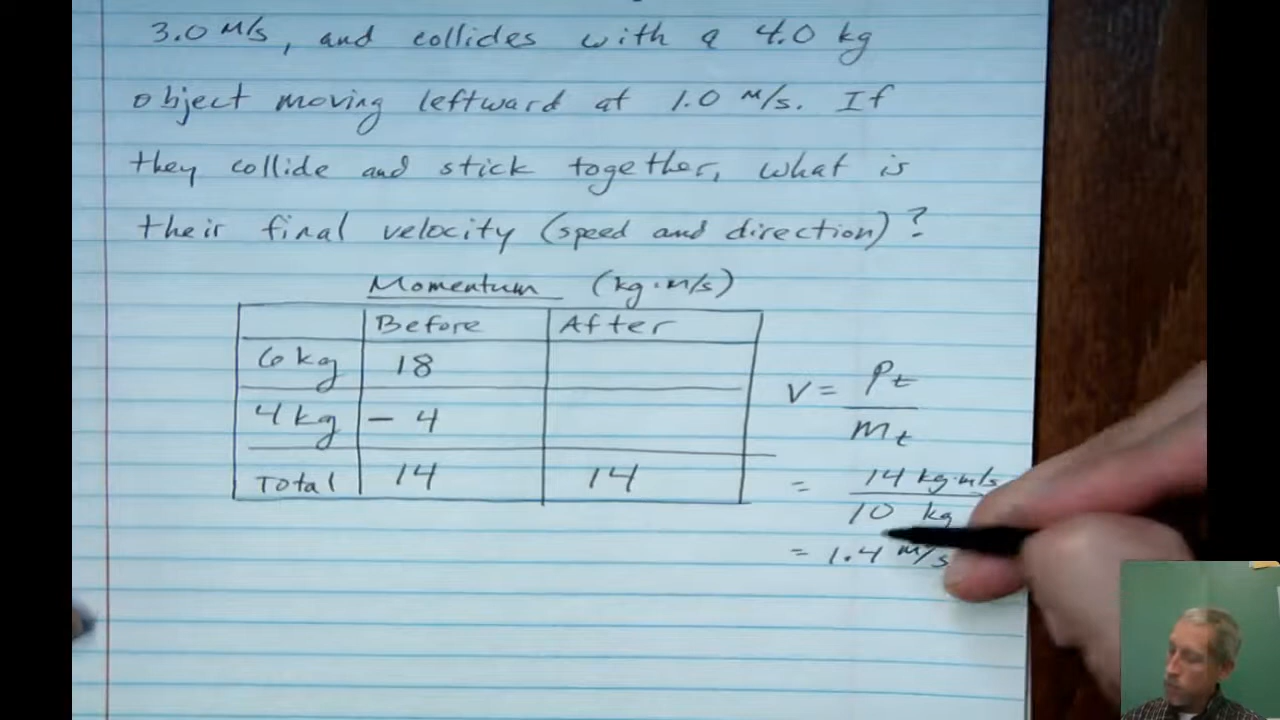 3.0 m/s, and collides with a 4.0 kg
object moving leftward at 1.0 m/s. If
they collide and stick together, what is
their final velocity (speed and direction)?
Momentum (kg·m/s)
Before After
6 kg 18
4 kg - 4
Total 14 14
v = Pt / mt
= 14 kg·m/s / 10 kg
= 1.4 m/s